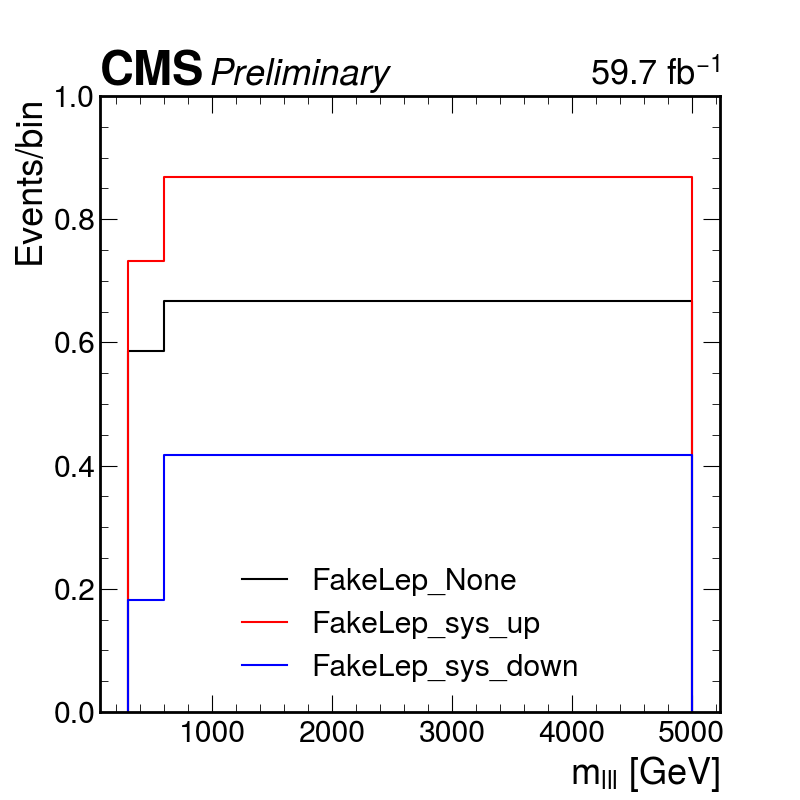 CMS Preliminary 59.7 fb⁻¹
Events/bin
1.0
0.8
0.6
0.4
0.2
0.0
FakeLep_None
FakeLep_sys_up
FakeLep_sys_down
1000 2000 3000 4000 5000
m_lll [GeV]